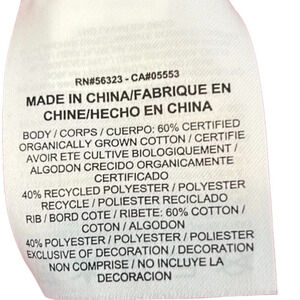 RN#56323 - CA#05553
MADE IN CHINA/FABRIQUE EN
CHINE/HECHO EN CHINA
BODY / CORPS / CUERPO: 60% CERTIFIED
ORGANICALLY GROWN COTTON / CERTIFIE
AVOIR ETE CULTIVE BIOLOGIQUEMENT /
ALGODON CRECIDO ORGANICAMENTE
CERTIFICADO
40% RECYCLED POLYESTER / POLYESTER
RECYCLE / POLIESTER RECICLADO
RIB / BORD COTE / RIBETE: 60% COTTON /
COTON / ALGODON
40% POLYESTER / POLYESTER / POLIESTER
EXCLUSIVE OF DECORATION / DECORATION
NON COMPRISE / NO INCLUYE LA
DECORACION